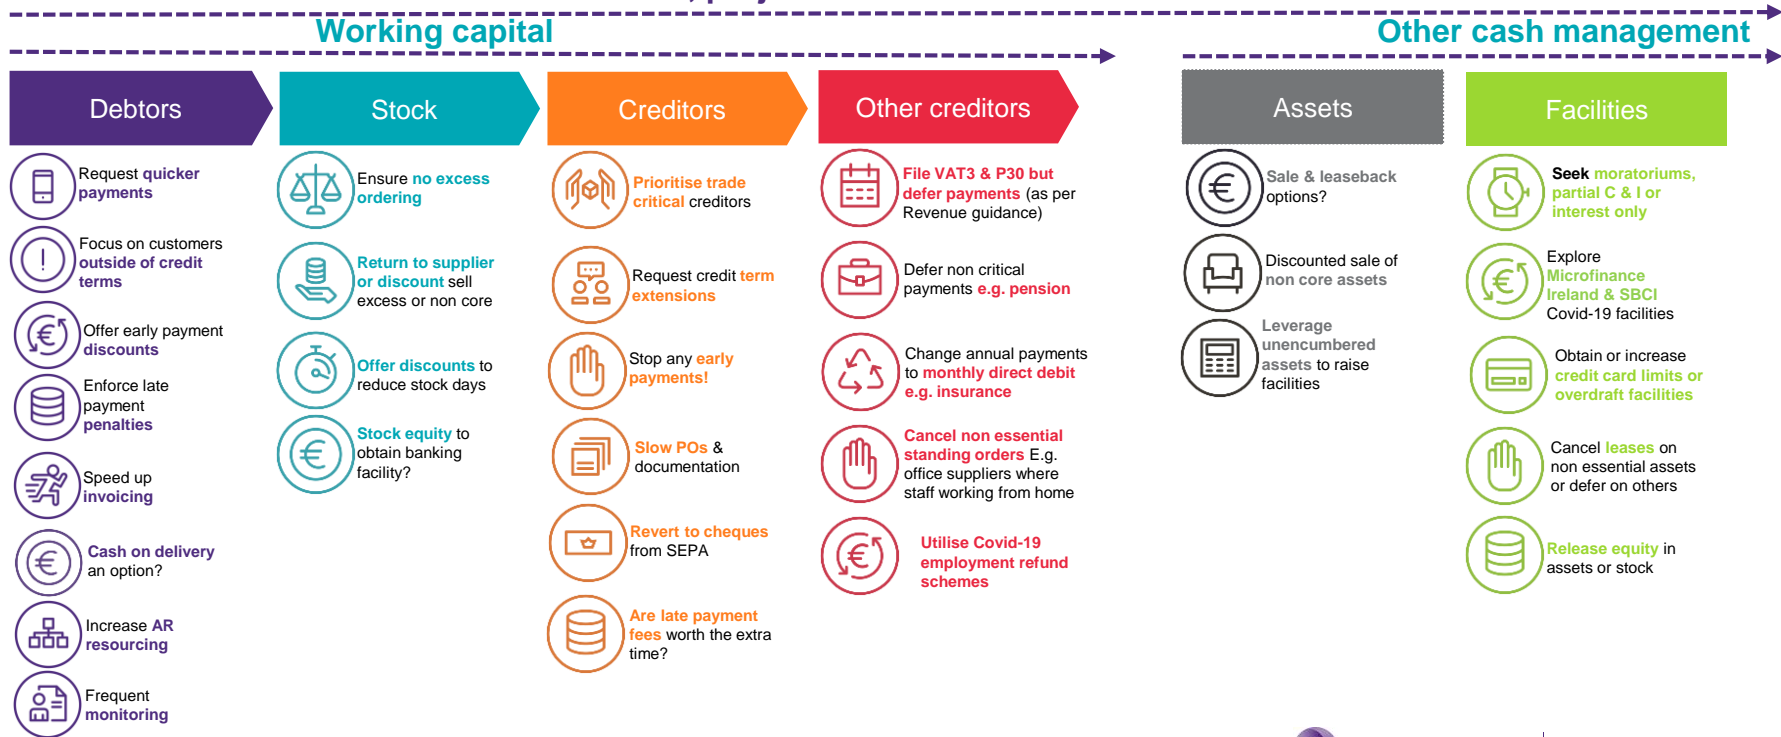 Working capital
Other cash management
Debtors
Request quicker
payments
Focus on customers
outside of credit
terms
Offer early payment
discounts
Enforce late
payment
penalties
Speed up
invoicing
Cash on delivery
an option?
Increase AR
resourcing
Frequent
monitoring
Stock
Ensure no excess
ordering
Return to supplier
or discount sell
excess or non core
Offer discounts to
reduce stock days
Stock equity to
obtain banking
facility?
Creditors
Prioritise trade
critical creditors
Request credit term
extensions
Stop any early
payments!
Slow POs &
documentation
Revert to cheques
from SEPA
Are late payment
fees worth the extra
time?
Other creditors
File VAT3 & P30 but
defer payments (as per
Revenue guidance)
Defer non critical
payments e.g. pension
Change annual payments
to monthly direct debit
e.g. insurance
Cancel non essential
standing orders E.g.
office suppliers where
staff working from home
Utilise Covid-19
employment refund
schemes
Assets
Sale & leaseback
options?
Discounted sale of
non core assets
Leverage
unencumbered
assets to raise
facilities
Facilities
Seek moratoriums,
partial C & I or
interest only
Explore
Microfinance
Ireland & SBCI
Covid-19 facilities
Obtain or increase
credit card limits or
overdraft facilities
Cancel leases on
non essential assets
or defer on others
Release equity in
assets or stock